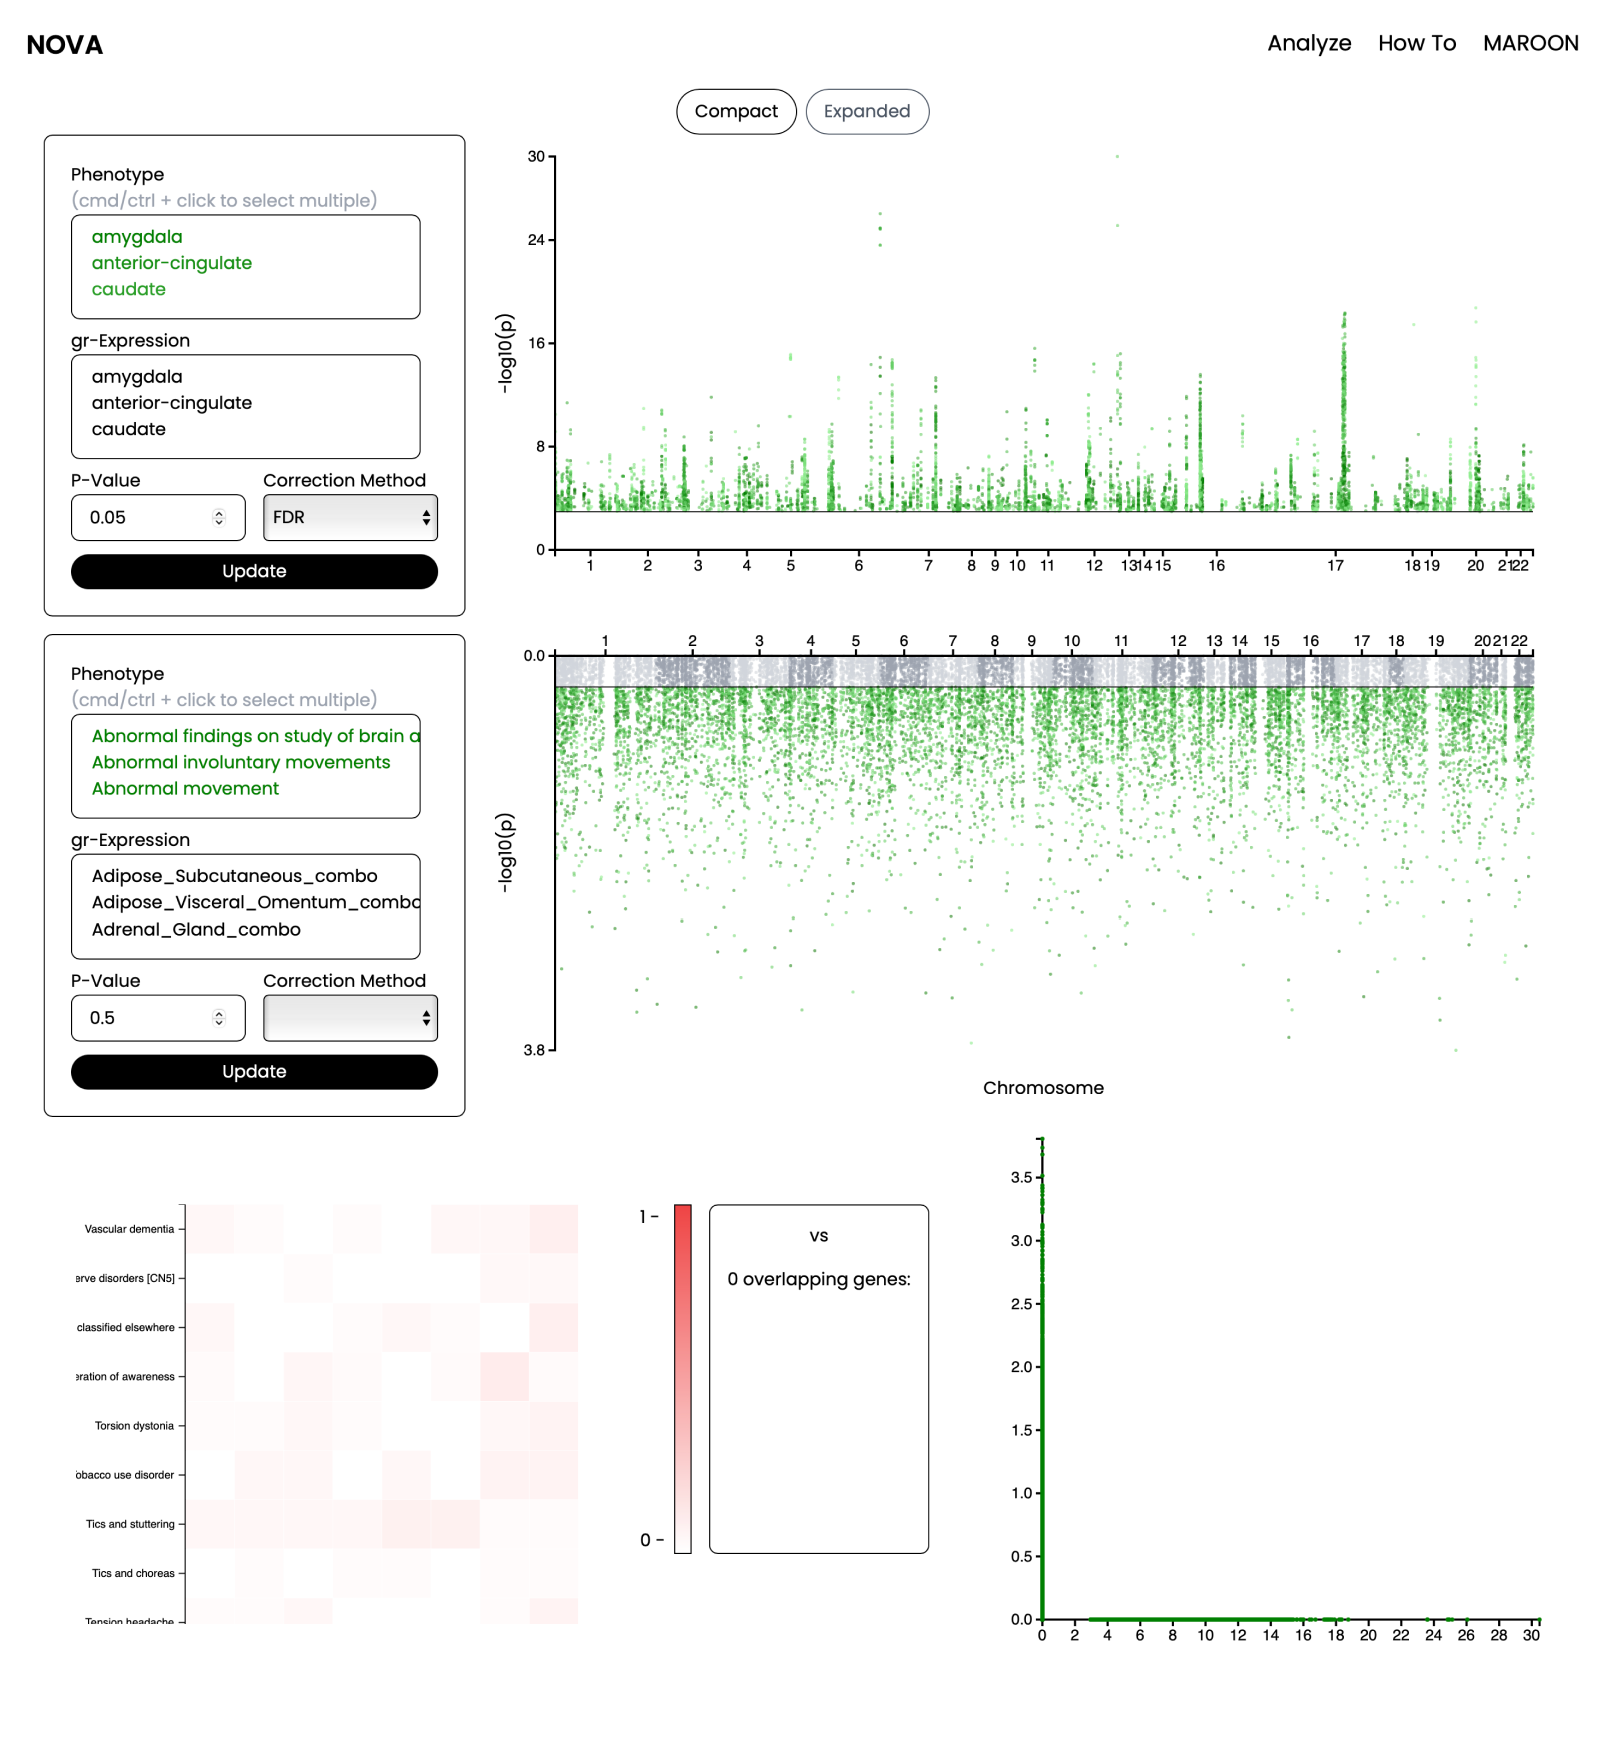 NOVA
Analyze How To MAROON
Compact Expanded
Phenotype
(cmd/ctrl + click to select multiple)
amygdala
anterior-cingulate
caudate
gr-Expression
amygdala
anterior-cingulate
caudate
P-Value Correction Method
0.05 FDR
Update
30
24
16
8
0
-log10(p)
1 2 3 4 5 6 7 8 9 10 11 12 13 14 15 16 17 18 19 20 21 22
Phenotype
(cmd/ctrl + click to select multiple)
Abnormal findings on study of brain a
Abnormal involuntary movements
Abnormal movement
gr-Expression
Adipose_Subcutaneous_combo
Adipose_Visceral_Omentum_combo
Adrenal_Gland_combo
P-Value Correction Method
0.5
Update
1 2 3 4 5 6 7 8 9 10 11 12 13 14 15 16 17 18 19 20 21 22
0.0
-log10(p)
3.8
Chromosome
Vascular dementia
erve disorders [CN5]
classified elsewhere
eration of awareness
Torsion dystonia
obacco use disorder
Tics and stuttering
Tics and choreas
Tension headache
1
0
vs
0 overlapping genes:
3.5
3.0
2.5
2.0
1.5
1.0
0.5
0.0
0 2 4 6 8 10 12 14 16 18 20 22 24 26 28 30